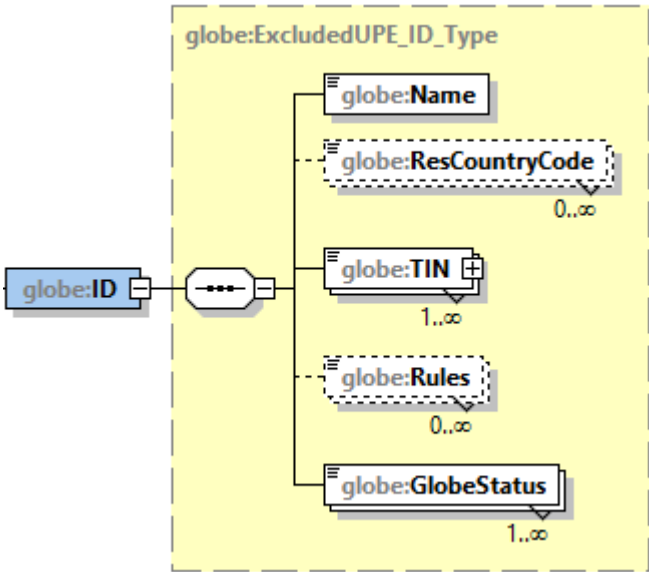 globe:ExcludedUPE_ID_Type
globe:Name
globe:ResCountryCode
0..∞
globe:ID
globe:TIN
1..∞
globe:Rules
0..∞
globe:GlobeStatus
1..∞